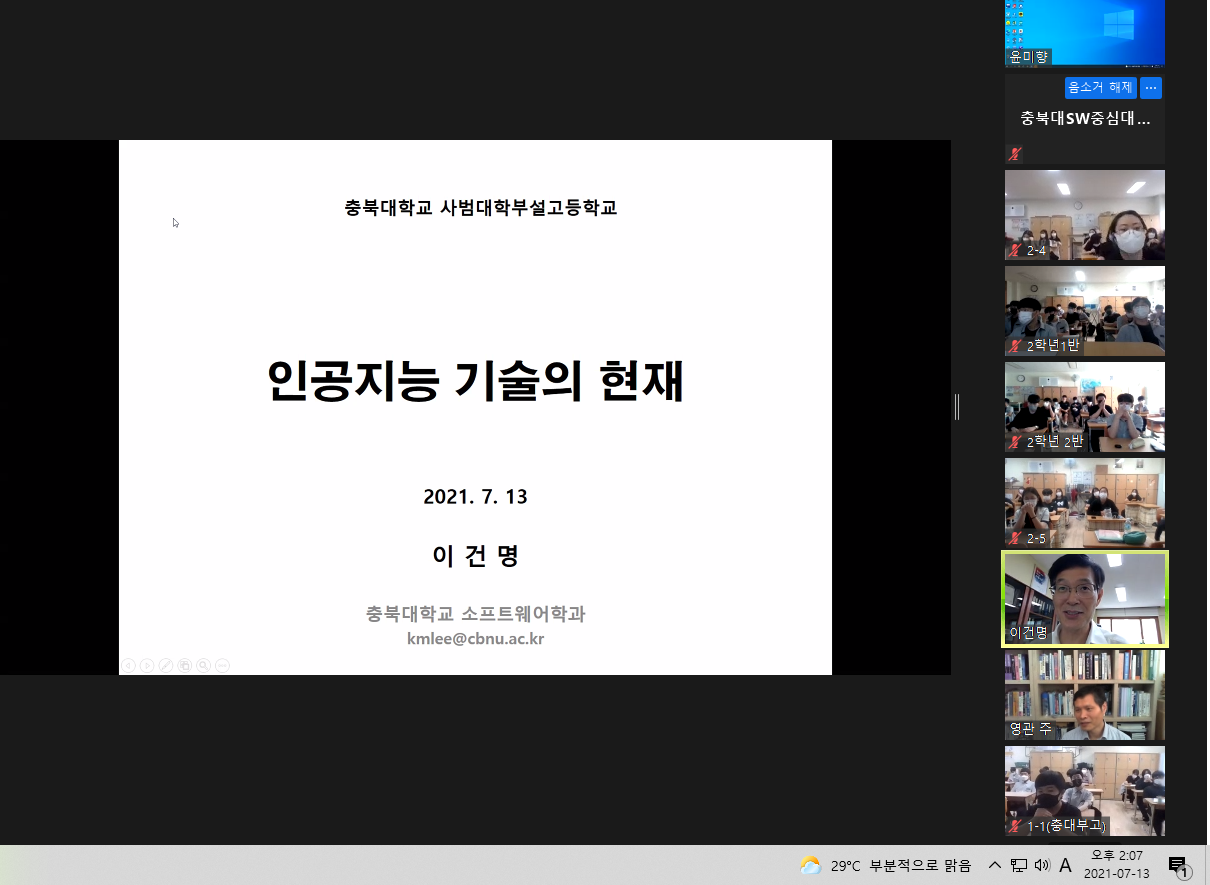 충북대학교 사범대학부설고등학교
인공지능 기술의 현재
2021. 7. 13
이 건 명
충북대학교 소프트웨어학과
kmlee@cbnu.ac.kr
윤미향
음소거 해제 ...
충북대SW중심대...
2-4
2학년1반
2학년 2반
2-5
이건명
영관 주
1-1(충대부고)
29°C 부분적으로 맑음
A
오후 2:07
2021-07-13
1